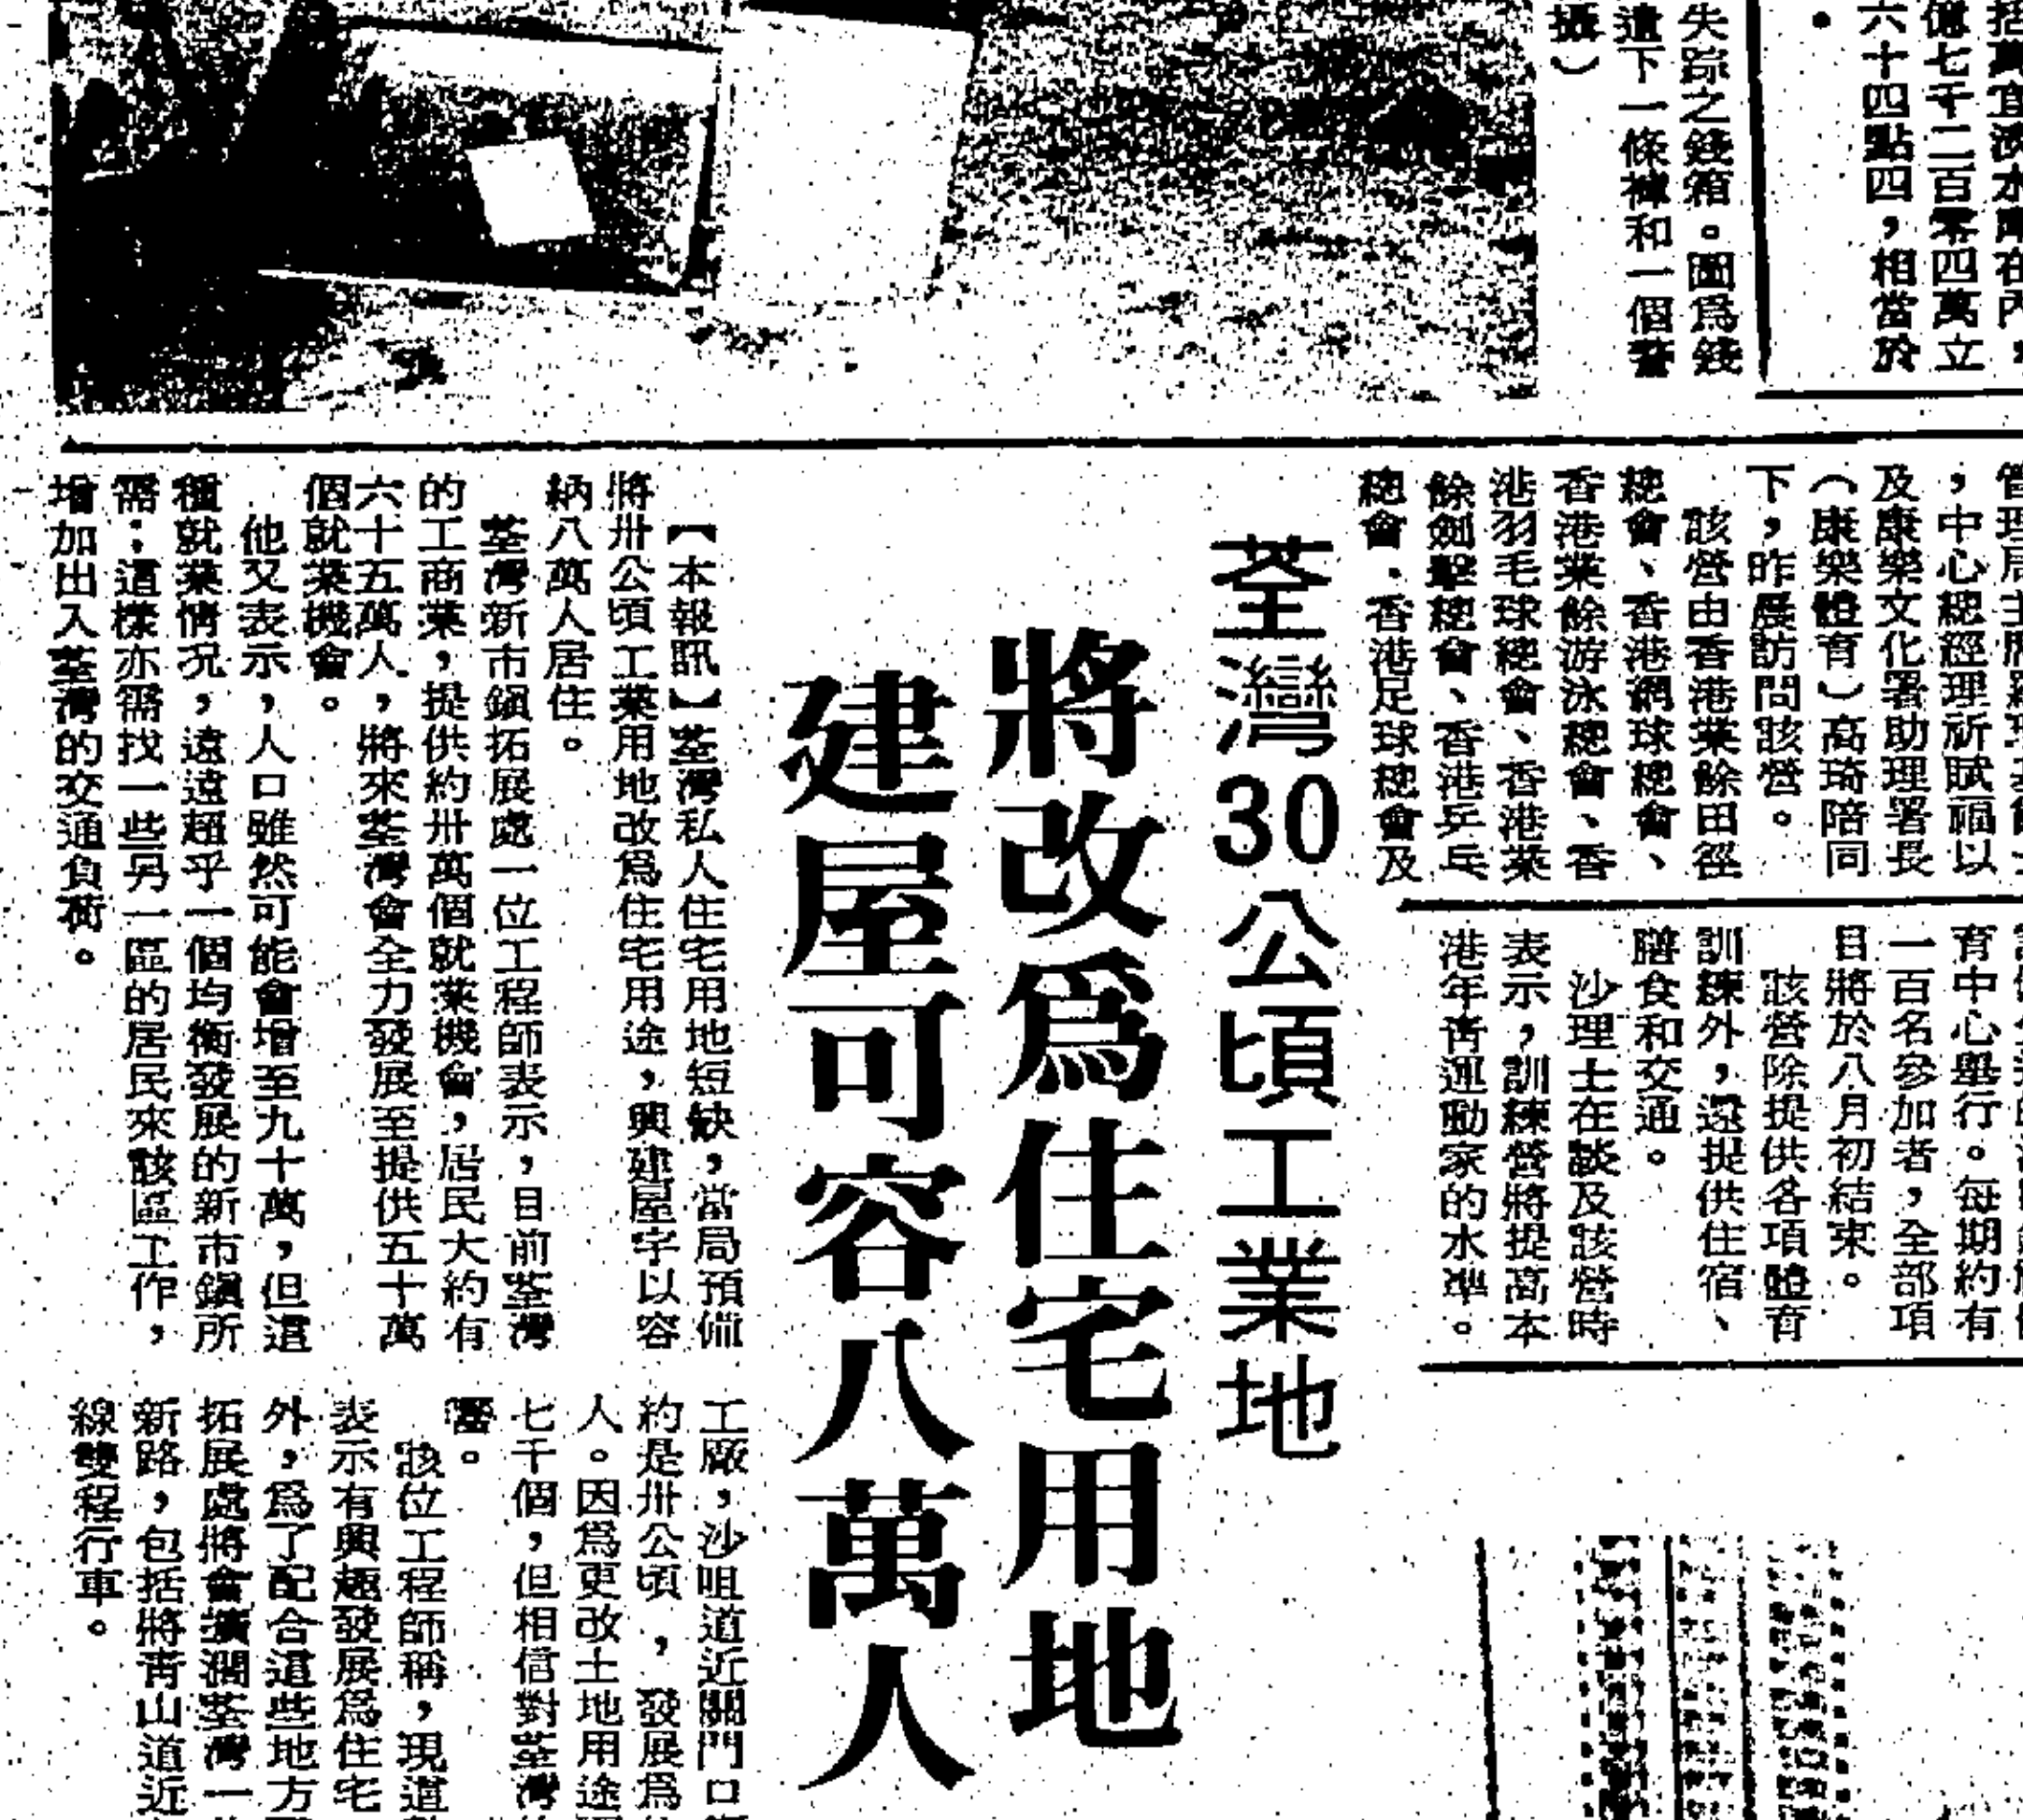 括萬宜淡水庫在內，
億七千二百零四萬立
六十四點四，相當於
。
失踪之錢箱。圖爲錢
遺下一條褲和一個
攝）
，中心總經理祈賦福以
及康樂文化署助理署長
（康樂體育）高琦陪同
下，昨晨訪問該營。
該營由香港業餘田徑
總會、香港網球總會、
香港業餘游泳總會、香
港羽毛球總會、香港業
餘劍擊總會、香港乒乓
總會，香港足球總會及
育中心舉行。每期約有
一百名參加者，全部項
目將於八月初結束。
該營除提供各項體育
訓練外，還提供住宿、
膳食和交通。
沙理士在談及該營時
表示，訓練營將提高本
港年靑運動家的水準。
荃灣30公頃工業地
將改爲住宅用地
建屋可容八萬人
【本報訊】荃灣私人住宅用地短缺，當局預備
將卅公頃工業用地改爲住宅用途，興建屋宇以容
納八萬人居住。
荃灣新市鎭拓展處一位工程師表示，目前荃灣
的工商業，提供約卅萬個就業機會，居民大約有
六十五萬人，將來荃灣會全力發展至提供五十萬
個就業機會。
他又表示，人口雖然可能會增至九十萬，但這
種就業情況，遠遠超乎一個均衡發展的新市鎭所
需；這樣亦需找一些另一區的居民來該區工作，
增加出入荃灣的交通負荷。
工廠，沙咀道近關門口
約是卅公頃，發展爲
人。因爲更改土地用途
七千個，但相信對荃灣
響。
該位工程師稱，現這
表示有興趣發展爲住宅
外，爲了配合這些地方
拓展處將會擴濶荃灣一
新路，包括將靑山道近
線雙程行車。